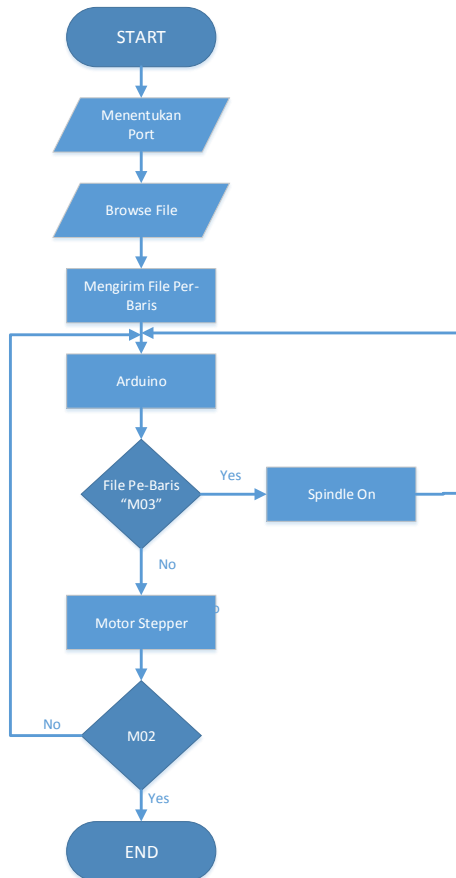 START
Menentukan
Port
Browse File
Mengirim File Per-
Baris
Arduino
File Pe-Baris
“M03”
Yes
Spindle On
No
Motor Stepper
M02
No
Yes
END